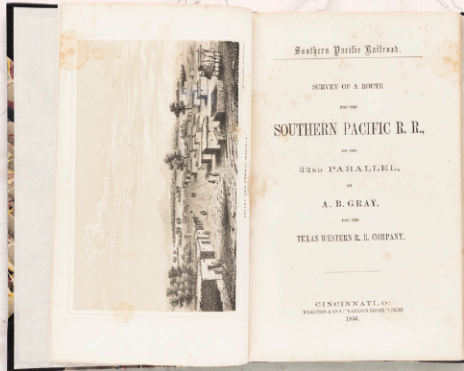 Southern Pacific Railroad.
SURVEY OF A ROUTE
FOR THE
SOUTHERN PACIFIC R. R.,
ON THE
32ND PARALLEL,
BY
A. B. GRAY,
FOR THE
TEXAS WESTERN R. R. COMPANY.
CINCINNATI, O:
1856.